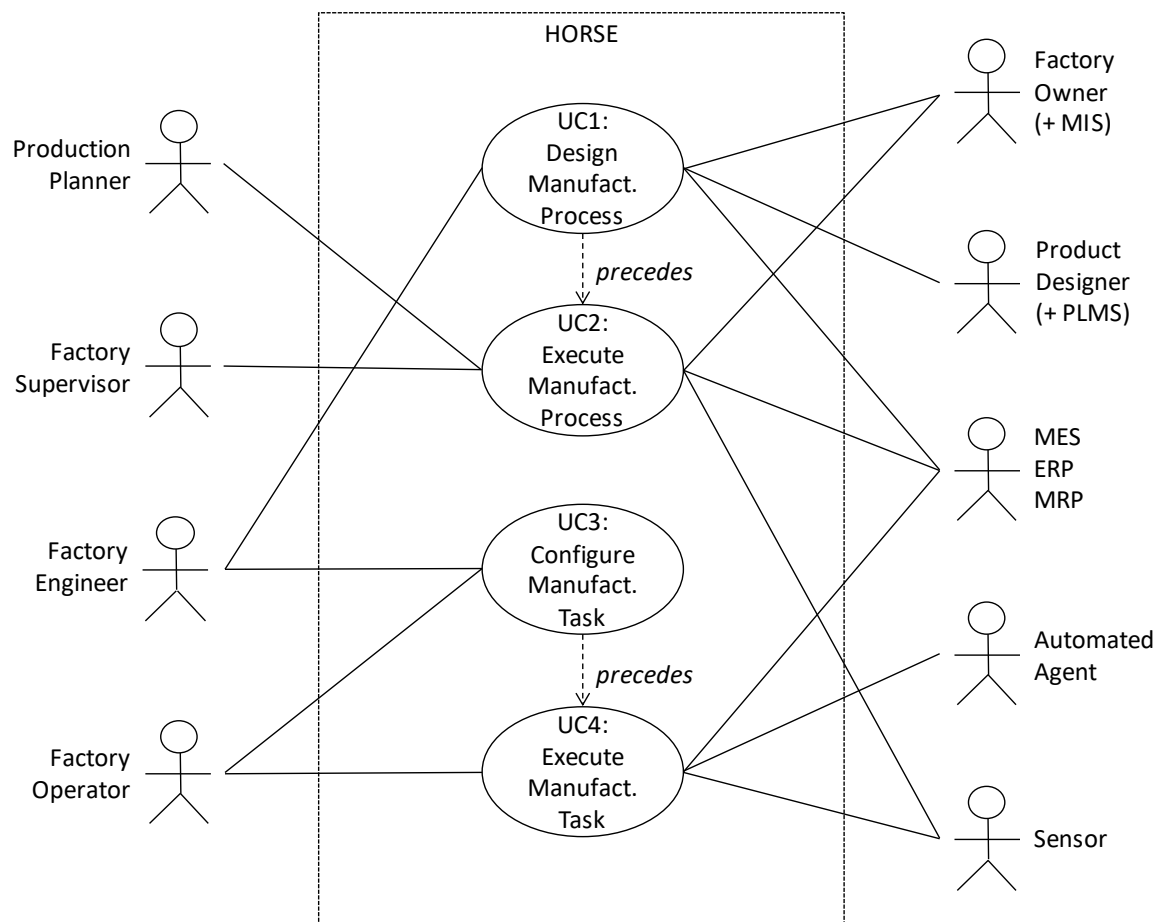 HORSE
Production
Planner
Factory
Supervisor
Factory
Engineer
Factory
Operator
UC1:
Design
Manufact.
Process
precedes
UC2:
Execute
Manufact.
Process
UC3:
Configure
Manufact.
Task
precedes
UC4:
Execute
Manufact.
Task
Factory
Owner
(+ MIS)
Product
Designer
(+ PLMS)
MES
ERP
MRP
Automated
Agent
Sensor